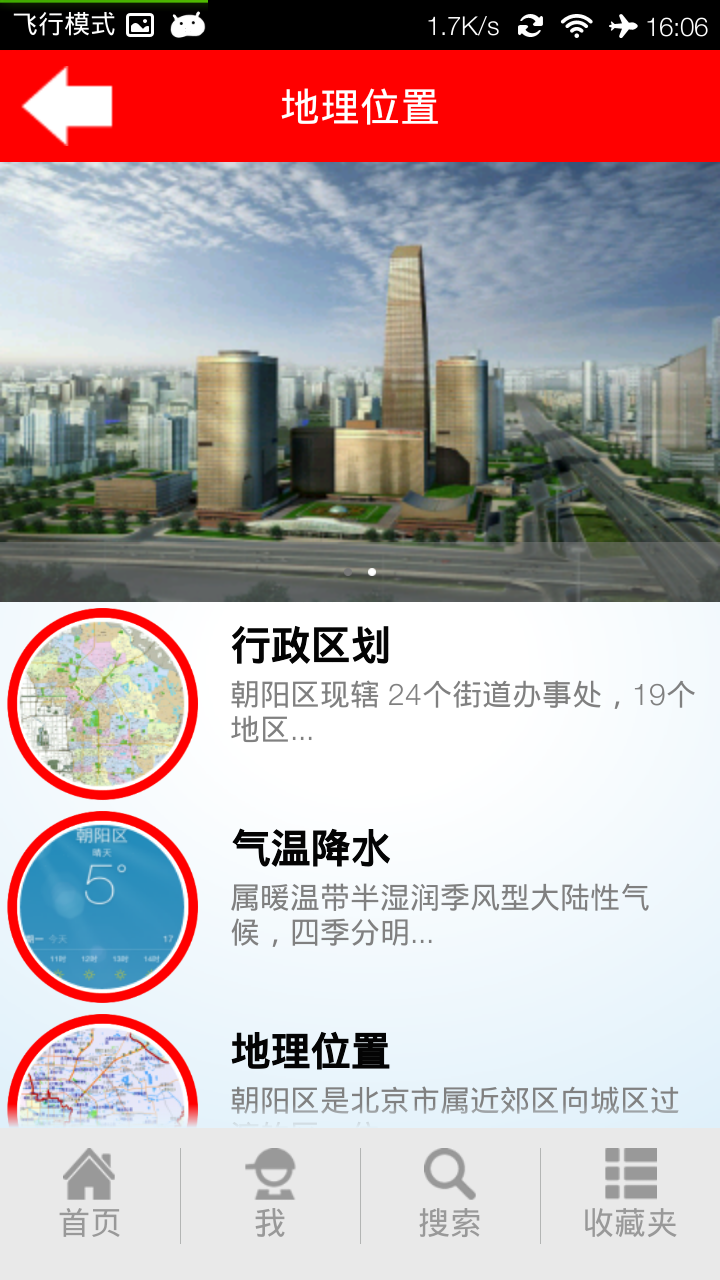 飞行模式
1.7K/s
16:06
地理位置
行政区划
朝阳区现辖 24个街道办事处，19个
地区...
朝阳区
晴天
5°
今天
17
11时 12时 13时 14时
气温降水
属暖温带半湿润季风型大陆性气
候，四季分明...
地理位置
朝阳区是北京市属近郊区向城区过
首页
我
搜索
收藏夹